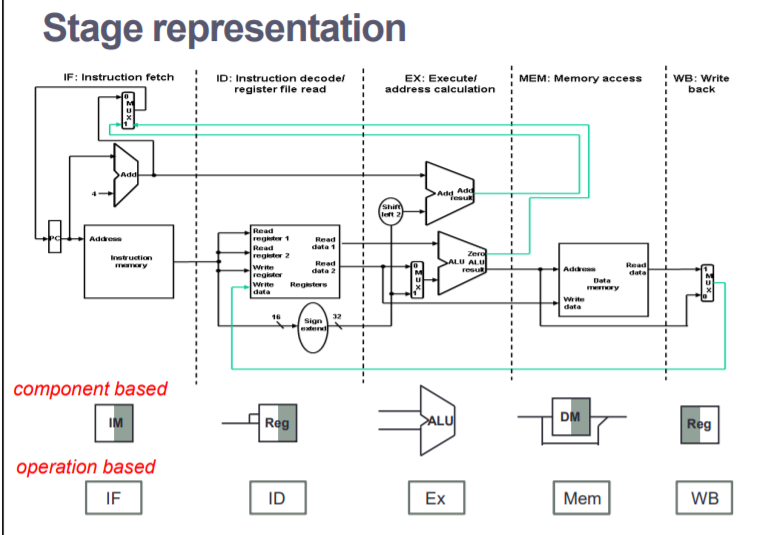 Stage representation
IF: Instruction fetch
ID: Instruction decode/
register file read
EX: Execute/
address calculation
MEM: Memory access
WB: Write
back
0
M
U
X
1
Add
4
PC
Address
Instruction
memory
Read
register 1
Read
register 2
Write
register
Write
data
Read
data 1
Read
data 2
Registers
16
Sign
extend
32
Shift
left 2
Add
Add
result
0
M
U
X
1
Zero
ALU
ALU
result
Address
Read
data
Data
memory
Write
data
1
M
U
X
0
component based
IM
Reg
ALU
DM
Reg
operation based
IF
ID
Ex
Mem
WB